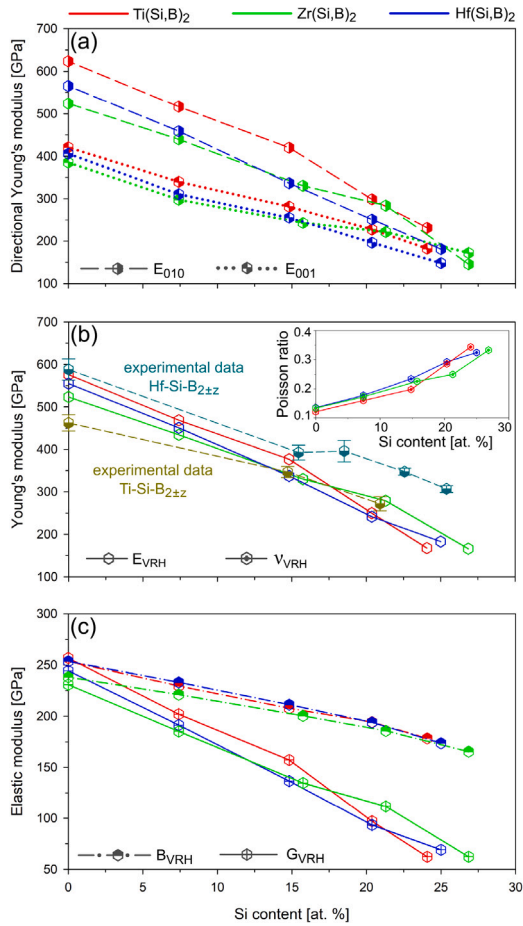 Ti(Si,B)2 Zr(Si,B)2 Hf(Si,B)2
(a)
700
600
500
400
300
200
100
Directional Young's modulus [GPa]
E010 E001
(b)
700
600
500
400
300
200
100
Young's modulus [GPa]
experimental data
Hf-Si-B2±z
experimental data
Ti-Si-B2±z
0.4
0.3
0.2
0.1
Poisson ratio
0 10 20 30
Si content [at. %]
EVRH νVRH
(c)
300
250
200
150
100
50
Elastic modulus [GPa]
BVRH GVRH
0 5 10 15 20 25 30
Si content [at. %]